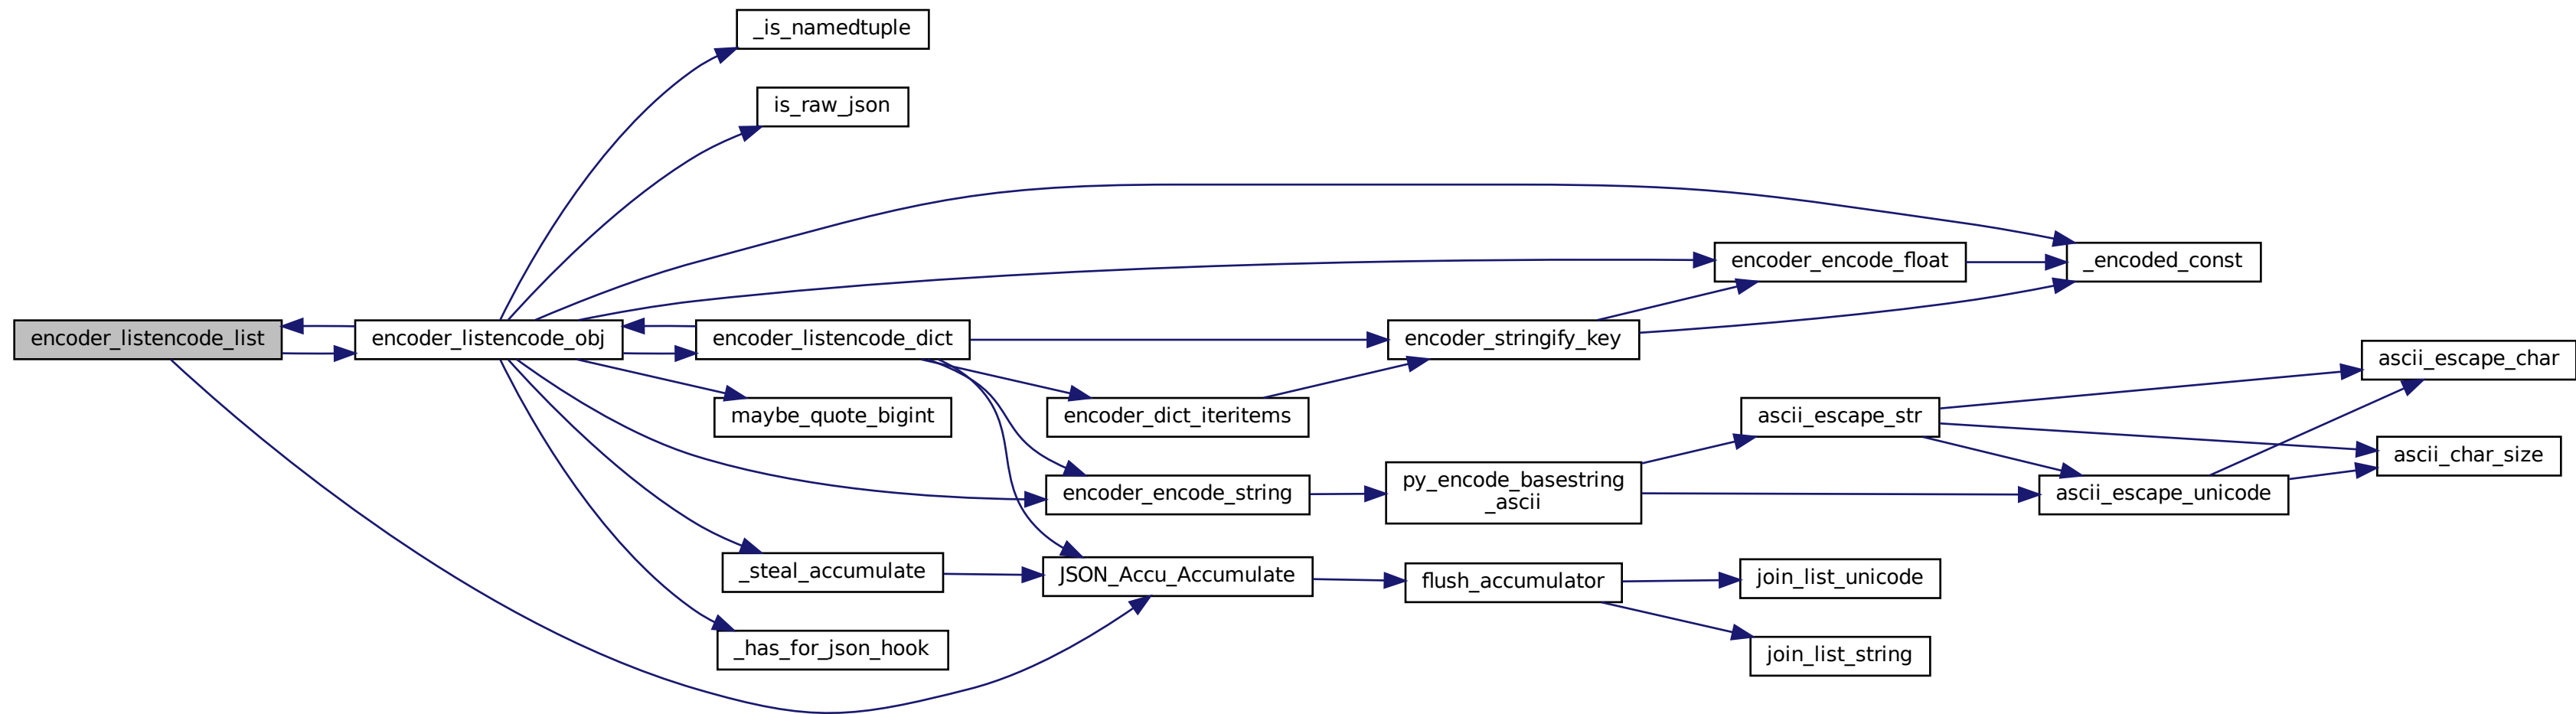 _is_namedtuple
is_raw_json
encoder_encode_float
_encoded_const
encoder_listencode_list
encoder_listencode_obj
encoder_listencode_dict
encoder_stringify_key
ascii_escape_char
maybe_quote_bigint
encoder_dict_iteritems
ascii_escape_str
ascii_char_size
encoder_encode_string
py_encode_basestring
_ascii
ascii_escape_unicode
_steal_accumulate
JSON_Accu_Accumulate
flush_accumulator
join_list_unicode
_has_for_json_hook
join_list_string